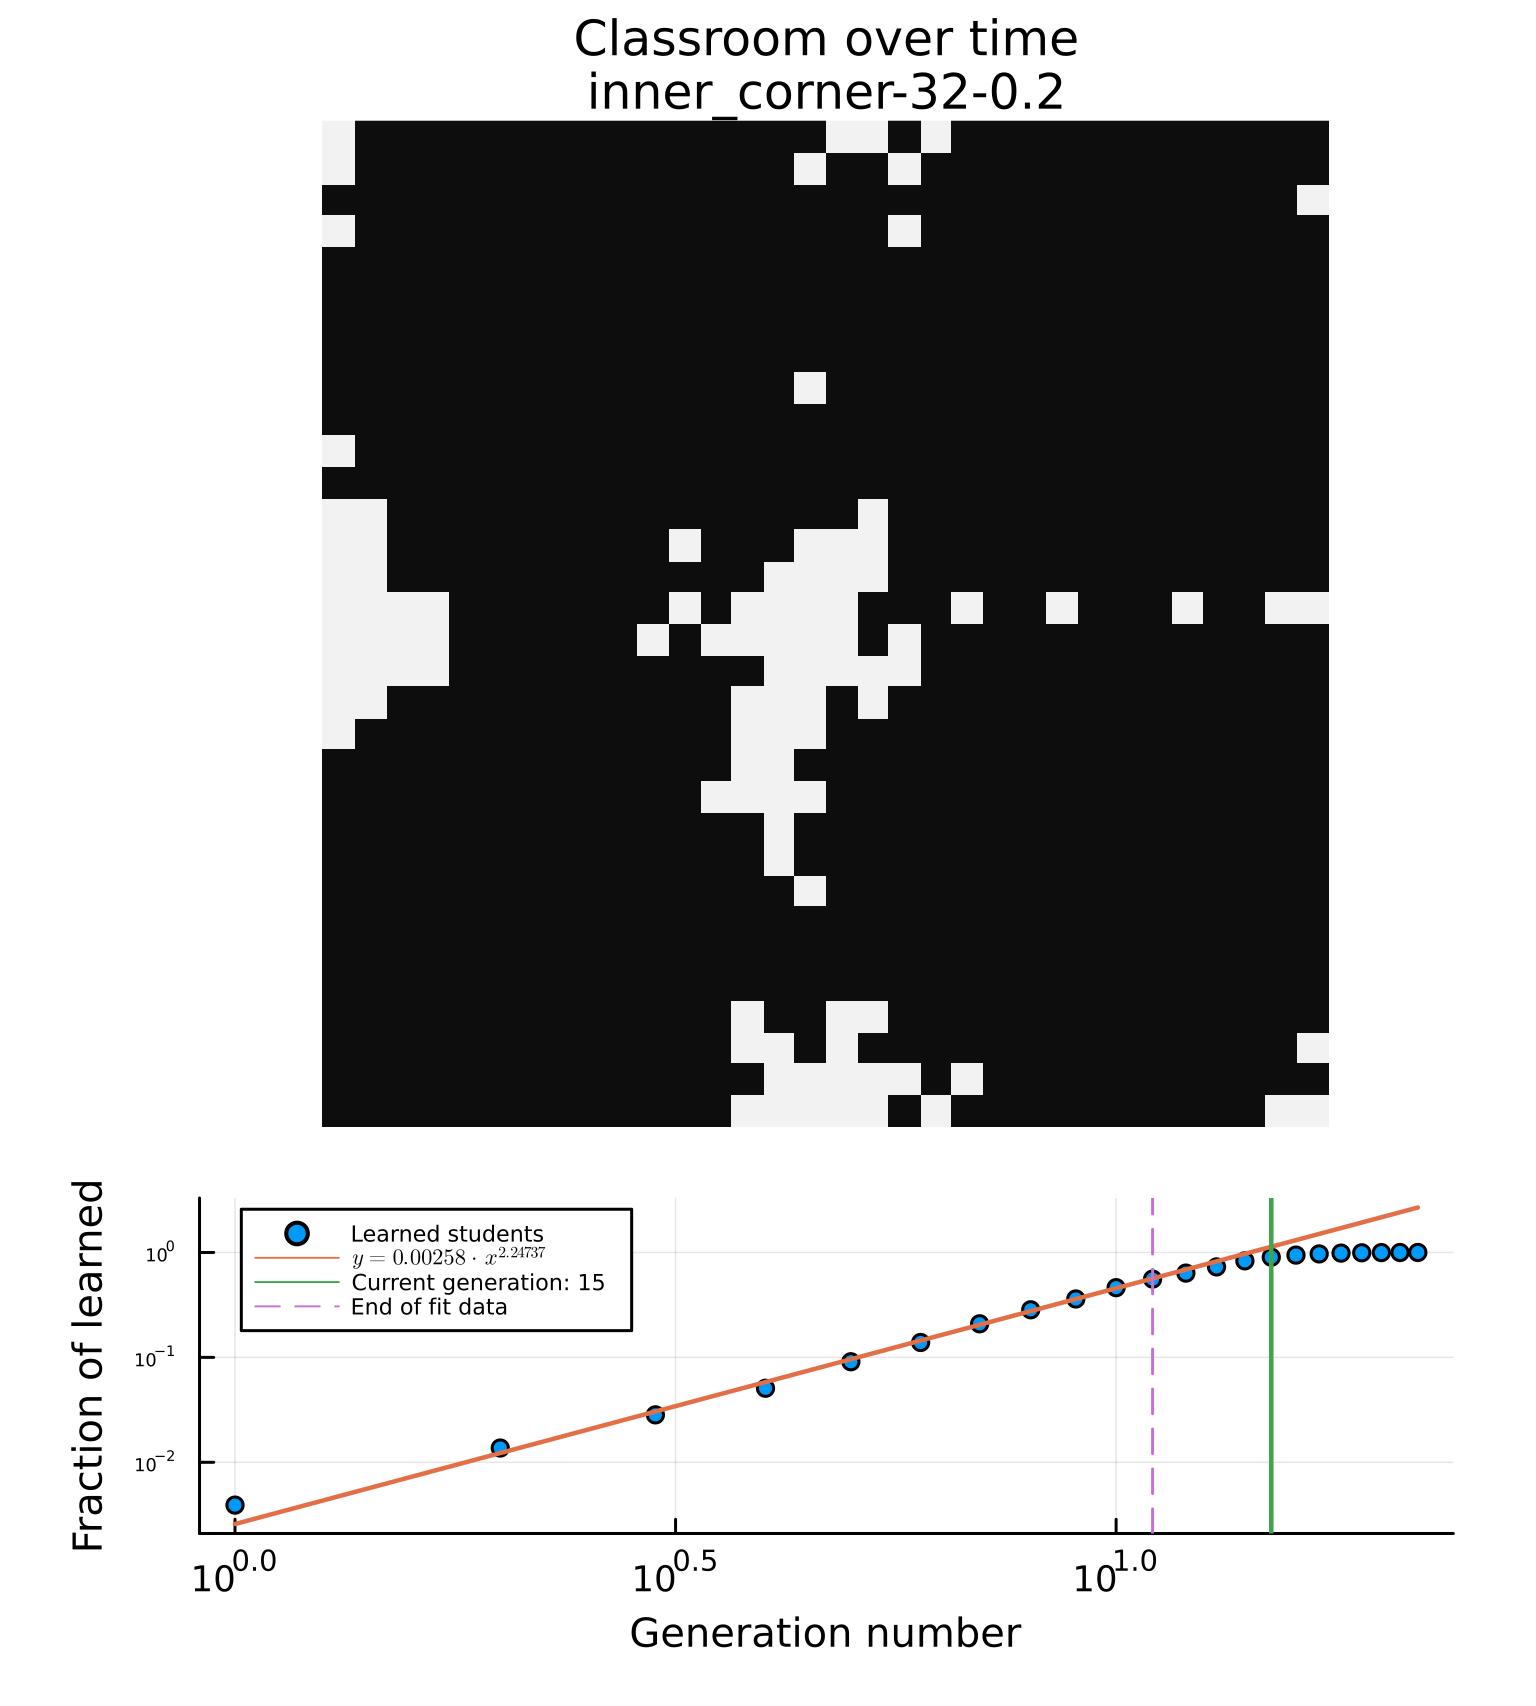 Classroom over time
inner_corner-32-0.2
Fraction of learned
10⁰
10⁻¹
10⁻²
Learned students
y = 0.00258 · x^2.24737
Current generation: 15
End of fit data
10^0.0
10^0.5
10^1.0
Generation number